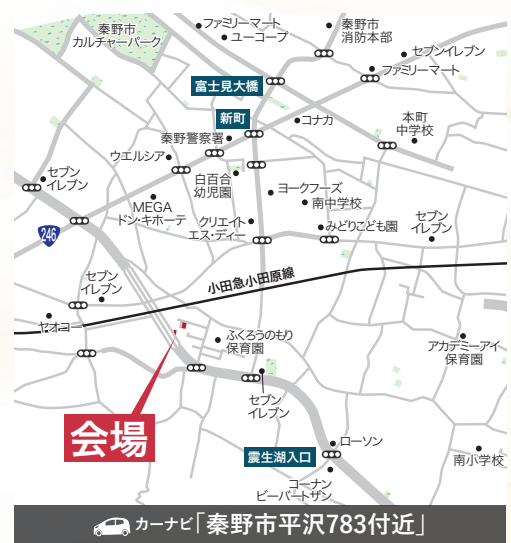 秦野市
カルチャーパーク
ファミリーマート
ユーコープ
秦野市
消防本部
セブンイレブン
ファミリーマート
富士見大橋
新町
コナカ
本町
中学校
秦野警察署
ウエルシア
白百合
幼児園
セブン
イレブン
ヨークフーズ
南中学校
MEGA
ドン・キホーテ
クリエイト
エス・ディー
みどりこども園
セブン
イレブン
246
セブン
イレブン
小田急小田原線
ヤオコー
ふくろうのもり
保育園
アカデミーアイ
保育園
セブン
イレブン
会場
震生湖入口
ローソン
南小学校
コーナン
ビーバートザン
カーナビ「秦野市平沢783付近」